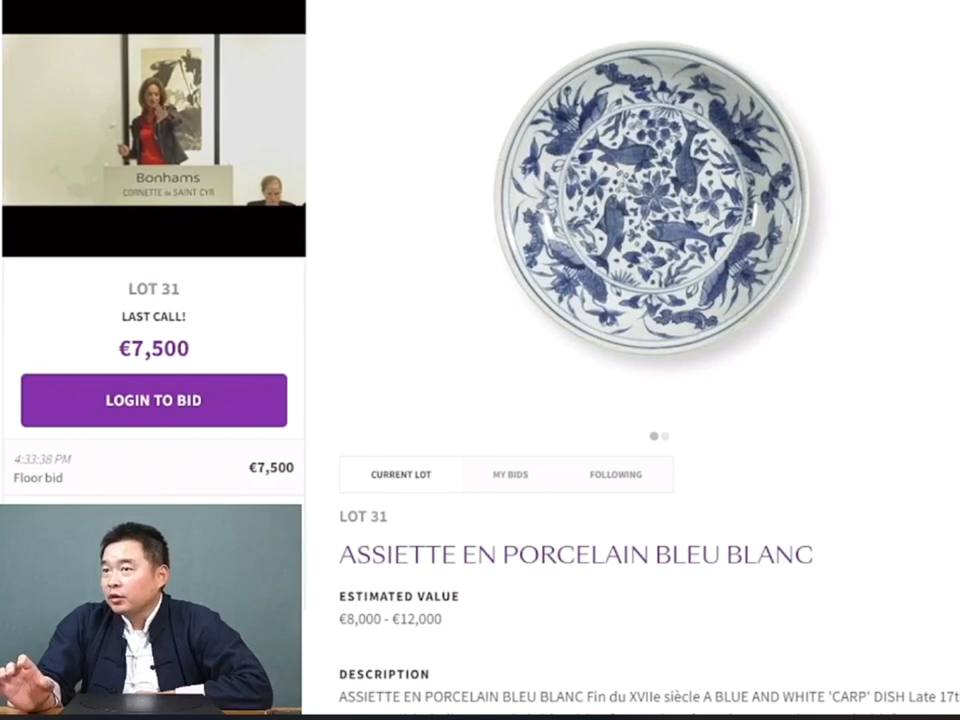 Bonhams
CORNETTE de SAINT CYR
LOT 31
LAST CALL!
€7,500
LOGIN TO BID
4:33:38 PM
Floor bid
€7,500
CURRENT LOT
MY BIDS
FOLLOWING
LOT 31
ASSIETTE EN PORCELAIN BLEU BLANC
ESTIMATED VALUE
€8,000 - €12,000
DESCRIPTION
ASSIETTE EN PORCELAIN BLEU BLANC Fin du XVIIe siècle A BLUE AND WHITE 'CARP' DISH Late 17t